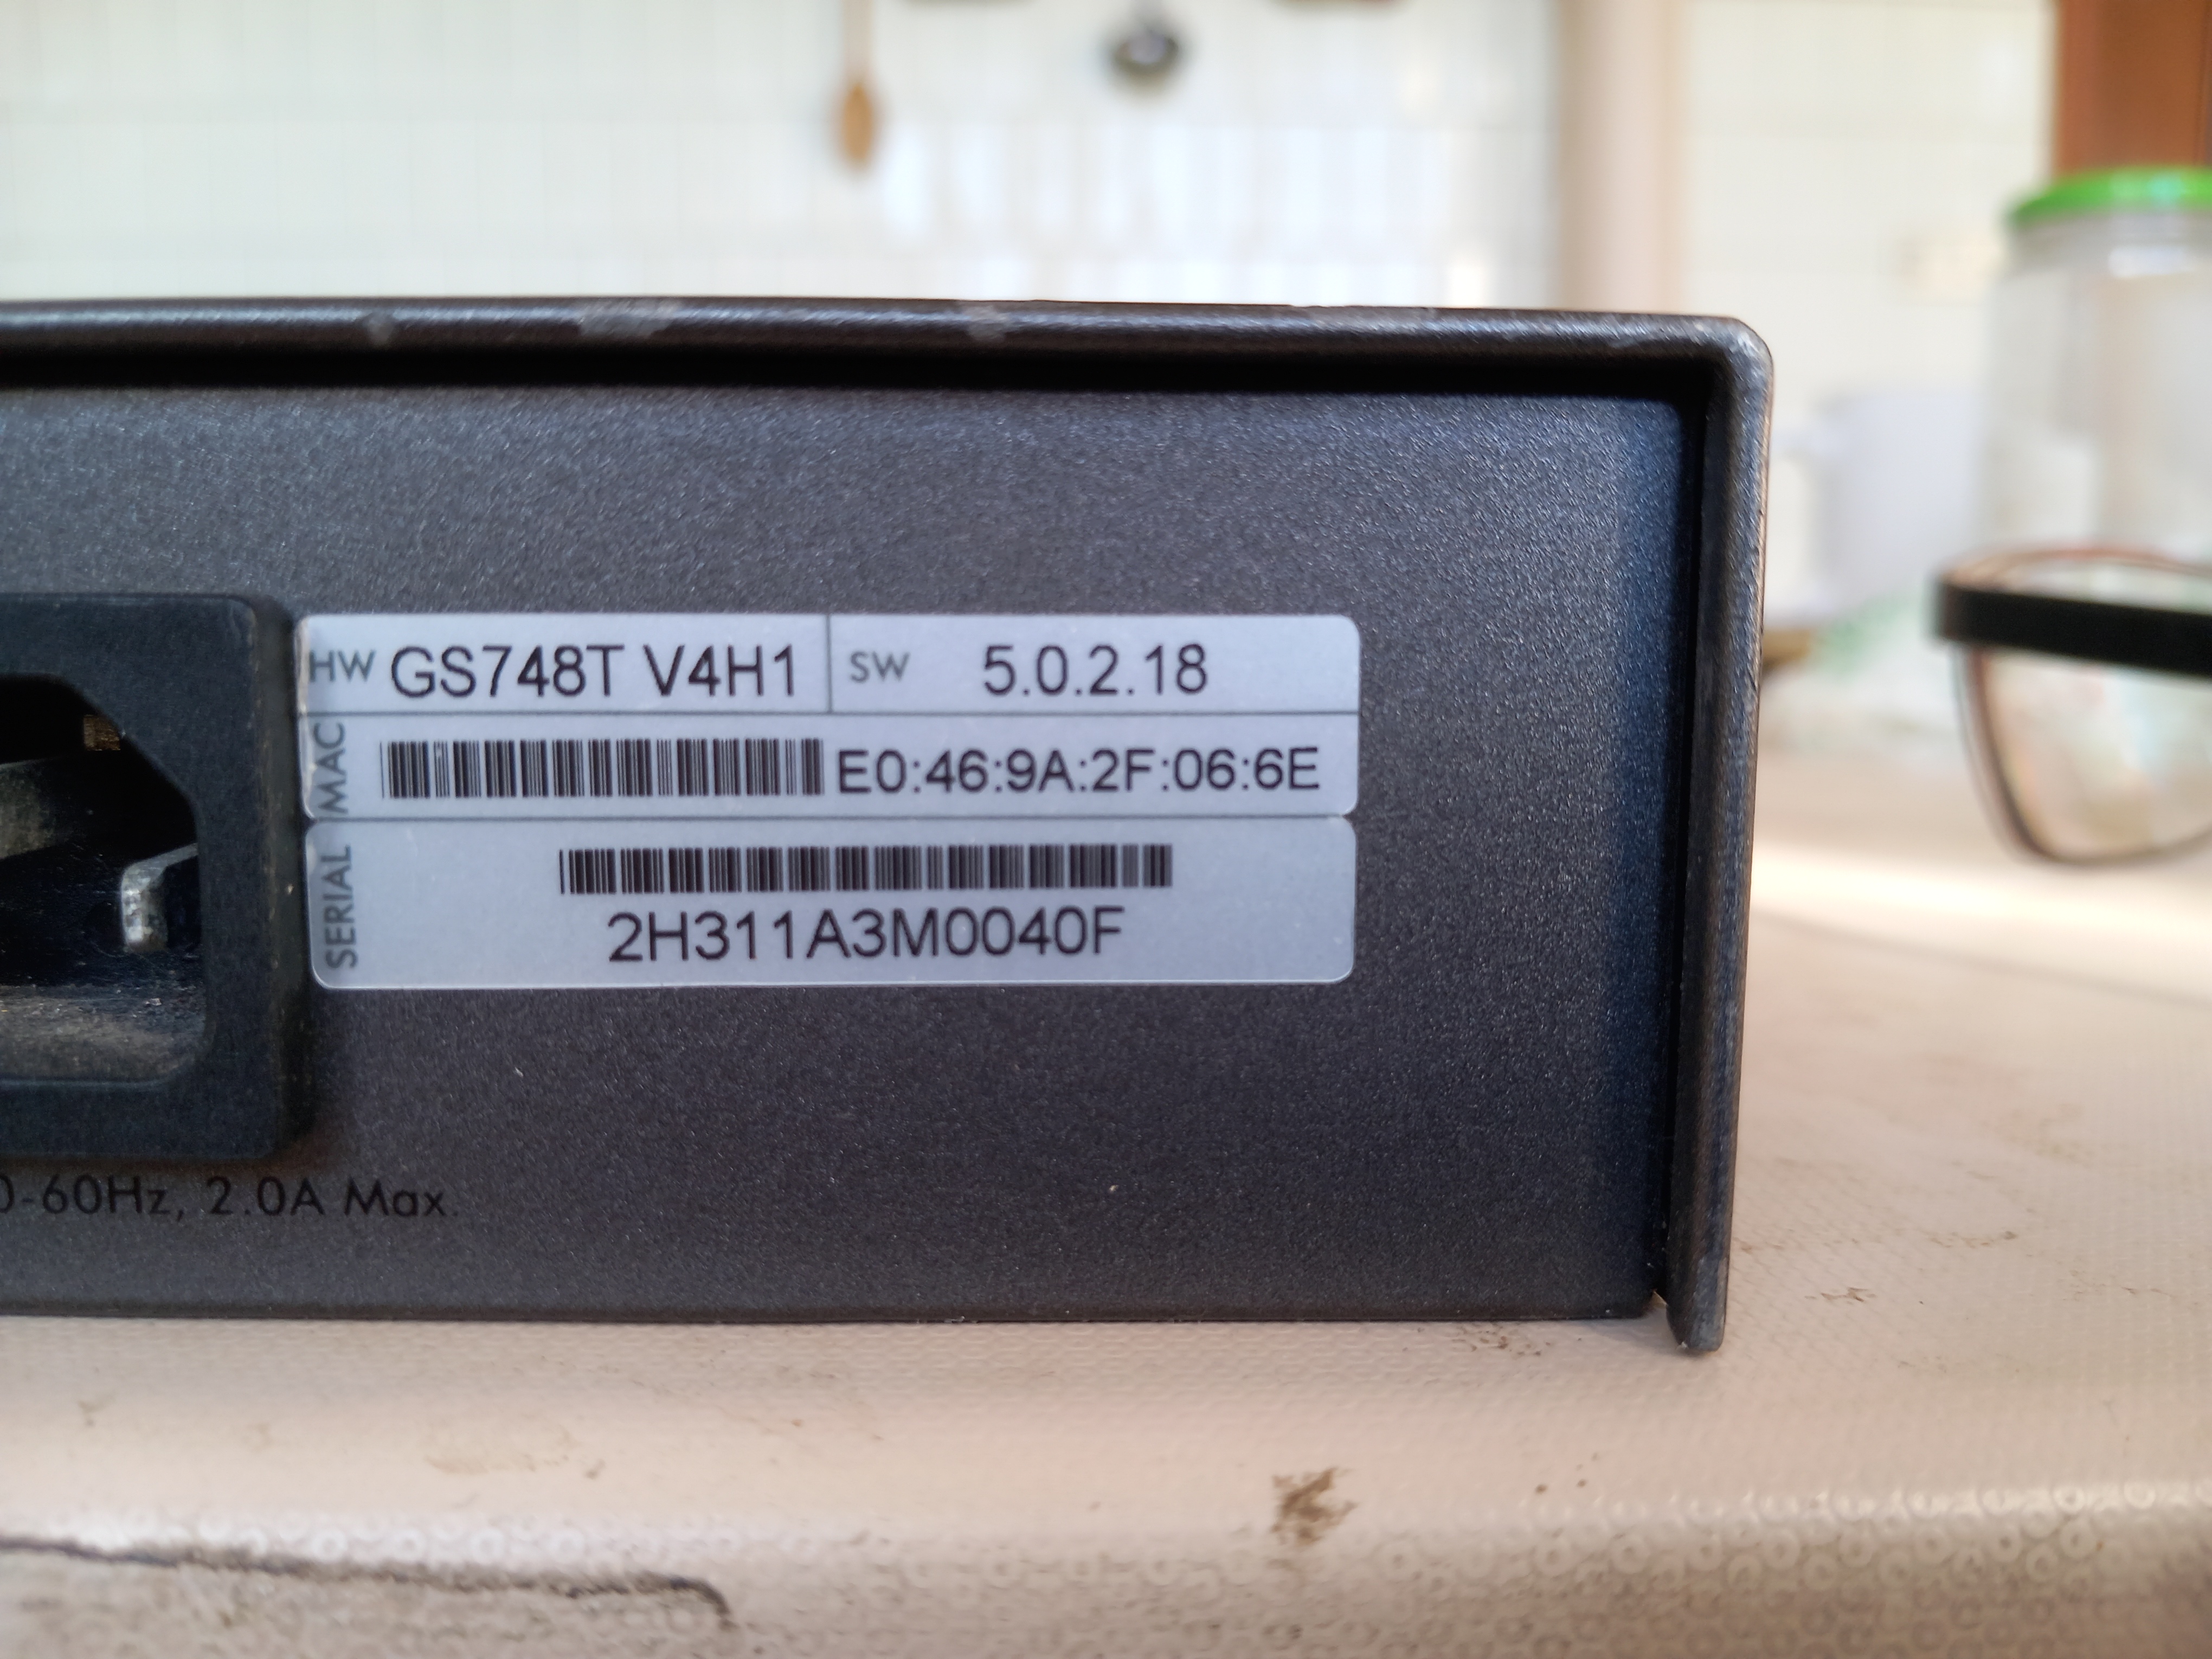 HW GS748T V4H1 SW 5.0.2.18
MAC E0:46:9A:2F:06:6E
SERIAL 2H311A3M0040F
0-60Hz, 2.0A Max.